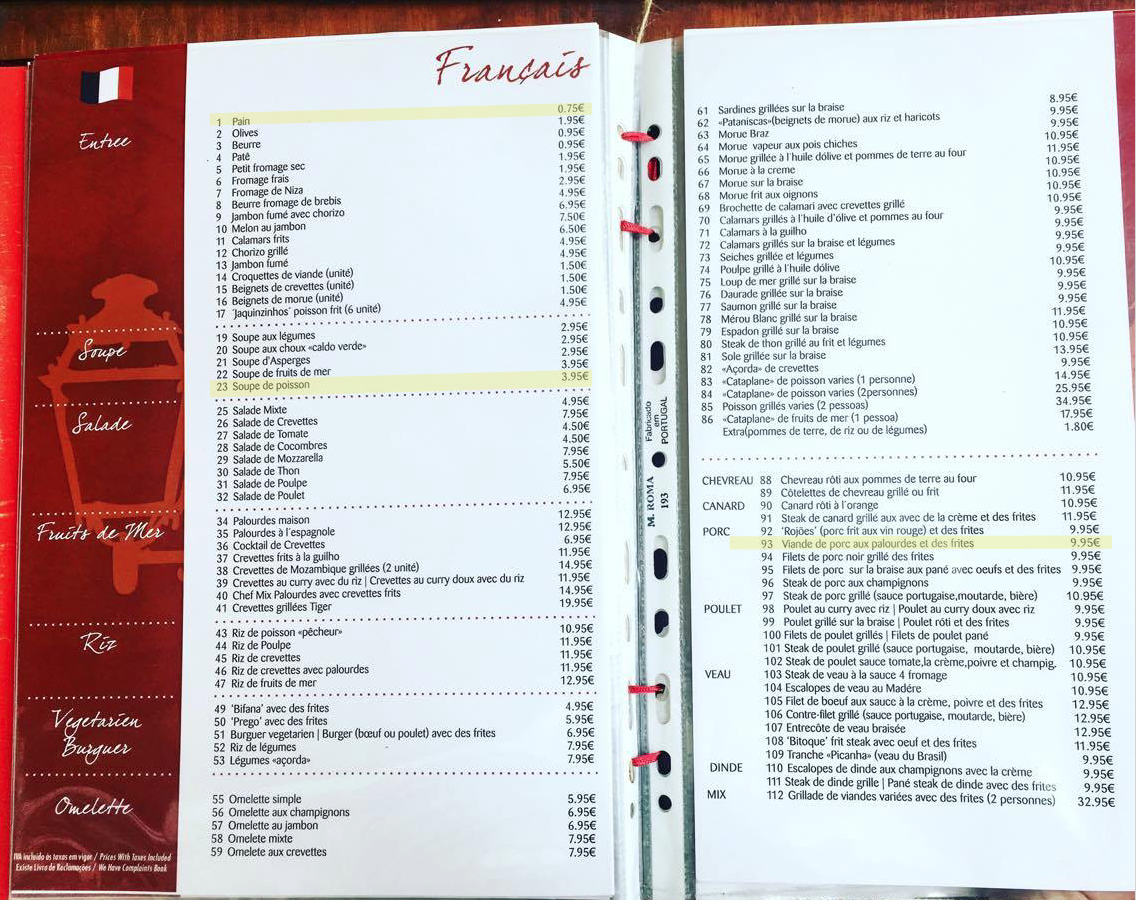 Français
Entree
1 Pain 0.75€
2 Olives 1.95€
3 Beurre 0.95€
4 Patê 0.95€
5 Petit fromage sec 1.95€
6 Fromage frais 1.95€
7 Fromage de Niza 2.95€
8 Beurre fromage de brebis 4.95€
9 Jambon fumé avec chorizo 6.95€
10 Melon au jambon 7.50€
11 Calamars frits 6.50€
12 Chorizo grillé 4.95€
13 Jambon fumé 4.95€
14 Croquettes de viande (unité) 1.50€
15 Beignets de crevettes (unité) 1.50€
16 Beignets de morue (unité) 1.50€
17 'Jaquinzinhos' poisson frit (6 unité) 4.95€
Soupe
19 Soupe aux légumes 2.95€
20 Soupe aux choux «caldo verde» 2.95€
21 Soupe d'Asperges 2.95€
22 Soupe de fruits de mer 3.95€
23 Soupe de poisson 3.95€
Salade
25 Salade Mixte 4.95€
26 Salade de Crevettes 7.95€
27 Salade de Tomate 4.50€
28 Salade de Cocombres 4.50€
29 Salade de Mozzarella 7.95€
30 Salade de Thon 5.50€
31 Salade de Poulpe 7.95€
32 Salade de Poulet 6.95€
Fruits de Mer
34 Palourdes maison 12.95€
35 Palourdes à l'espagnole 12.95€
36 Cocktail de Crevettes 6.95€
37 Crevettes frits à la guilho 11.95€
38 Crevettes de Mozambique grillées (2 unité) 14.95€
39 Crevettes au curry avec du riz | Crevettes au curry doux avec du riz 11.95€
40 Chef Mix Palourdes avec crevettes frits 14.95€
41 Crevettes grillées Tiger 19.95€
Riz
43 Riz de poisson «pêcheur» 10.95€
44 Riz de Poulpe 11.95€
45 Riz de crevettes 11.95€
46 Riz de crevettes avec palourdes 11.95€
47 Riz de fruits de mer 12.95€
Vegetarien
Burguer
49 'Bifana' avec des frites 4.95€
50 'Prego' avec des frites 5.95€
51 Burguer vegetarien | Burger (bœuf ou poulet) avec des frites 6.95€
52 Riz de légumes 7.95€
53 Légumes «açorda» 7.95€
Omelette
55 Omelette simple 5.95€
56 Omelette aux champignons 6.95€
57 Omelette au jambon 6.95€
58 Omelete mixte 7.95€
59 Omelete aux crevettes 7.95€
IVA incluido às taxas em vigor / Prices With Taxes Included
Existe Livro de Reclamações / We Have Complaints Book
Fabricado
em
PORTUGAL
M. ROMA
193
61 Sardines grillées sur la braise 8.95€
62 «Pataniscas»(beignets de morue) aux riz et haricots 9.95€
63 Morue Braz 9.95€
64 Morue vapeur aux pois chiches 10.95€
65 Morue grillée à l'huile dólive et pommes de terre au four 11.95€
66 Morue à la creme 10.95€
67 Morue sur la braise 10.95€
68 Morue frit aux oignons 10.95€
69 Brochette de calamari avec crevettes grillé 10.95€
70 Calamars grillés à l'huile d'ólive et pommes au four 9.95€
71 Calamars à la guilho 9.95€
72 Calamars grillés sur la braise et légumes 9.95€
73 Seiches grillée et légumes 9.95€
74 Poulpe grillé à l'huile dólive 10.95€
75 Loup de mer grillé sur la braise 9.95€
76 Daurade grillée sur la braise 9.95€
77 Saumon grillé sur la braise 9.95€
78 Mérou Blanc grillé sur la braise 11.95€
79 Espadon grillé sur la braise 10.95€
80 Steak de thon grillé au frit et légumes 10.95€
81 Sole grillée sur la braise 13.95€
82 «Açorda» de crevettes 9.95€
83 «Cataplane» de poisson varies (1 personne) 14.95€
84 «Cataplane» de poisson varies (2personnes) 25.95€
85 Poisson grillés varies (2 pessoas) 34.95€
86 «Cataplane» de fruits de mer (1 pessoa) 17.95€
Extra(pommes de terre, de riz ou de légumes) 1.80€
CHEVREAU 88 Chevreau rôti aux pommes de terre au four 10.95€
89 Côtelettes de chevreau grillé ou frit 11.95€
CANARD 90 Canard rôti à l'orange 10.95€
91 Steak de canard grillé aux avec de la crème et des frites 11.95€
PORC 92 'Rojões' (porc frit aux vin rouge) et des frites 9.95€
93 Viande de porc aux palourdes et des frites 9.95€
94 Filets de porc noir grillé des frites 9.95€
95 Filets de porc sur la braise aux pané avec oeufs et des frites 9.95€
96 Steak de porc aux champignons 9.95€
97 Steak de porc grillé (sauce portugaise,moutarde, bière) 10.95€
POULET 98 Poulet au curry avec riz | Poulet au curry doux avec riz 9.95€
99 Poulet grillé sur la braise | Poulet rôti et des frites 9.95€
100 Filets de poulet grillés | Filets de poulet pané 9.95€
101 Steak de poulet grillé (sauce portugaise, moutarde, bière) 10.95€
102 Steak de poulet sauce tomate,la crème,poivre et champig. 10.95€
VEAU 103 Steak de veau à la sauce 4 fromage 10.95€
104 Escalopes de veau au Madére 10.95€
105 Filet de boeuf aux sauce à la crème, poivre et des frites 12.95€
106 Contre-filet grillé (sauce portugaise, moutarde, bière) 12.95€
107 Entrecôte de veau braisée 12.95€
108 'Bitoque' frit steak avec oeuf et des frites 11.95€
109 Tranche «Picanha» (veau du Brasil) 9.95€
DINDE 110 Escalopes de dinde aux champignons avec la crème 9.95€
111 Steak de dinde grille | Pané steak de dinde avec des frites 9.95€
MIX 112 Grillade de viandes variées avec des frites (2 personnes) 32.95€